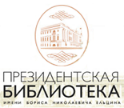 ПРЕЗИДЕНТСКАЯ
БИБЛИОТЕКА
ИМЕНИ БОРИСА НИКОЛАЕВИЧА ЕЛЬЦИНА